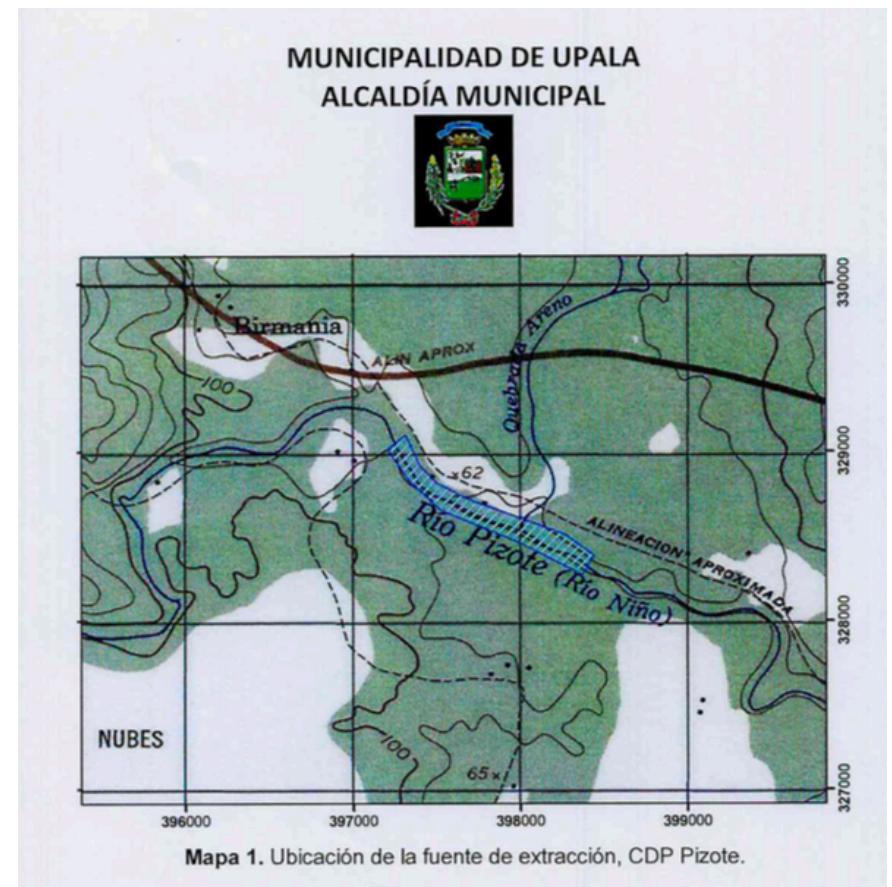 MUNICIPALIDAD DE UPALA
ALCALDÍA MUNICIPAL
330000
Birmania
ALIN APROX
Quebrada Areno
100
329000
62
Río Pizote (Río Niño)
ALINEACION APROXIMADA
328000
NUBES
100
65
327000
396000
397000
398000
399000
Mapa 1. Ubicación de la fuente de extracción, CDP Pizote.